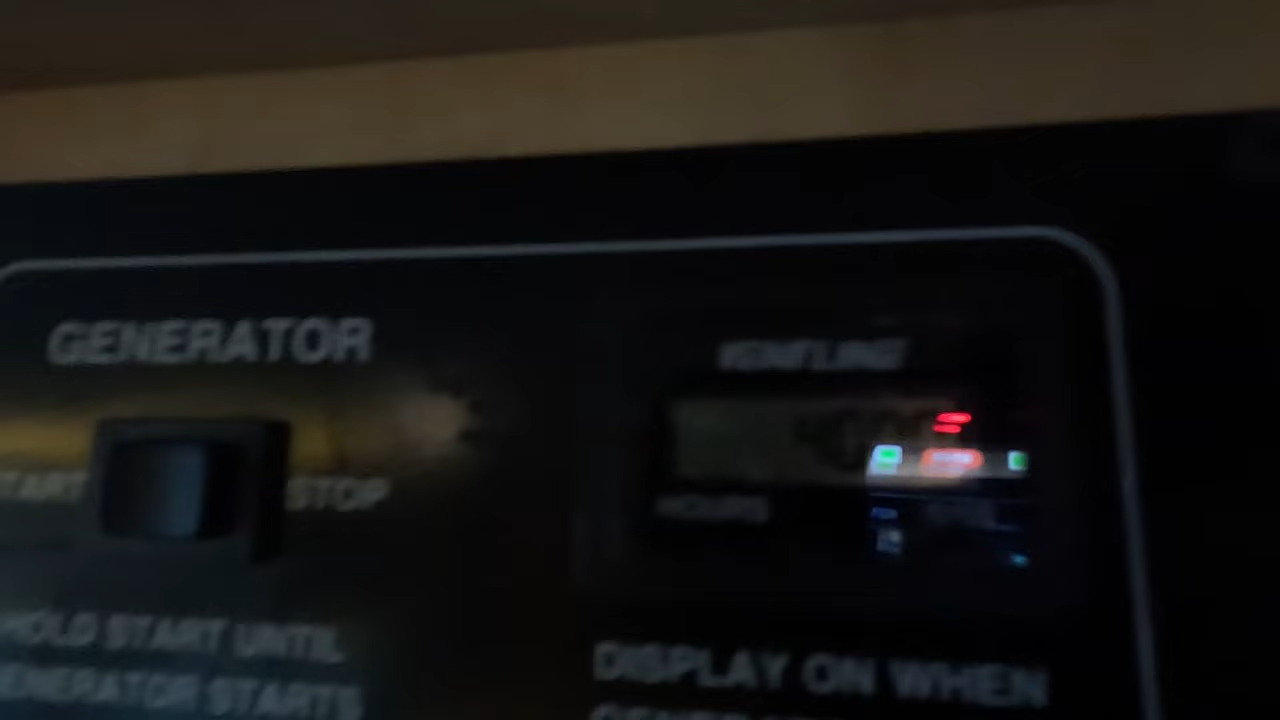 GENERATOR
START STOP
HOURS
HOLD START UNTIL
GENERATOR STARTS
DISPLAY ON WHEN